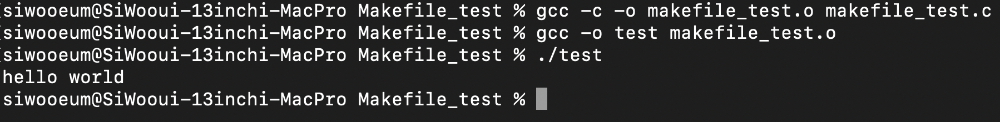 siwooeum@SiWooui-13inchi-MacPro Makefile_test % gcc -c -o makefile_test.o makefile_test.c
siwooeum@SiWooui-13inchi-MacPro Makefile_test % gcc -o test makefile_test.o
siwooeum@SiWooui-13inchi-MacPro Makefile_test % ./test
hello world
siwooeum@SiWooui-13inchi-MacPro Makefile_test %